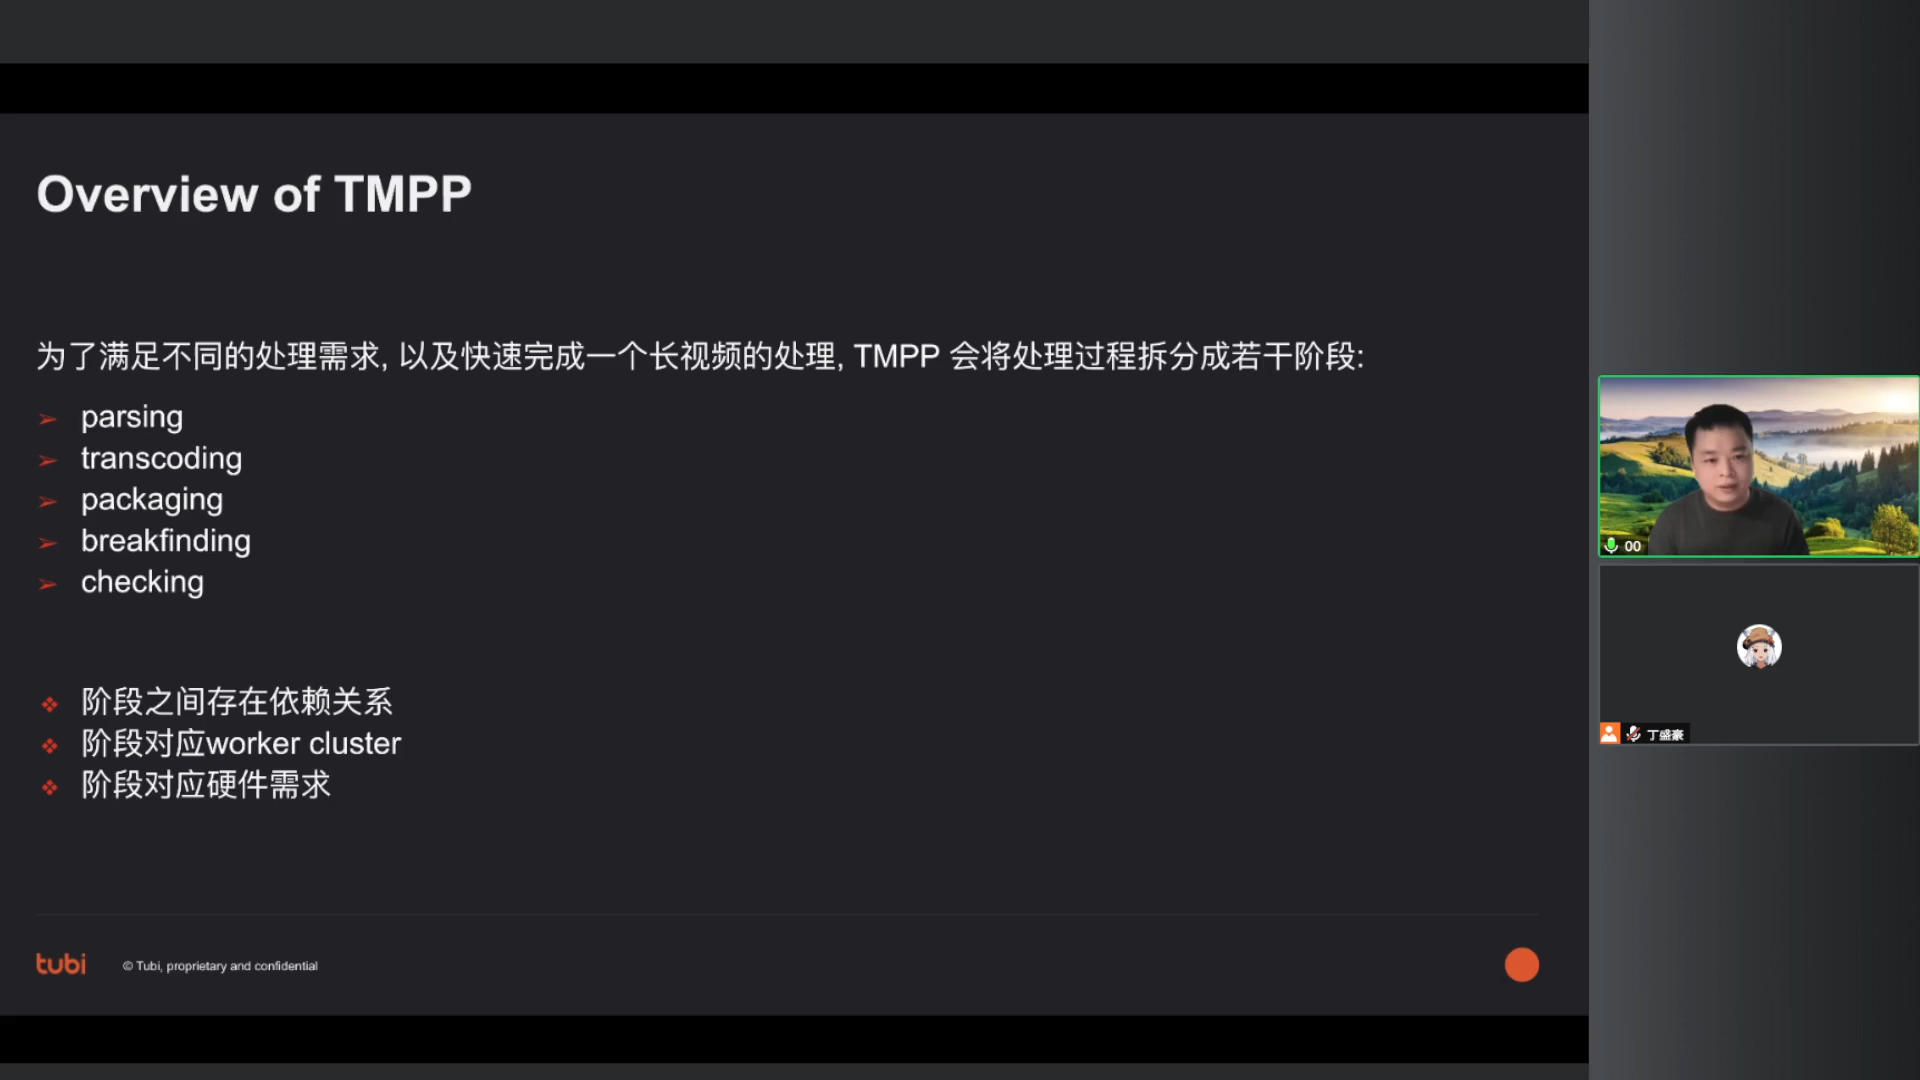 Overview of TMPP
为了满足不同的处理需求, 以及快速完成一个长视频的处理, TMPP 会将处理过程拆分成若干阶段:
➢ parsing
➢ transcoding
➢ packaging
➢ breakfinding
➢ checking
❖ 阶段之间存在依赖关系
❖ 阶段对应worker cluster
❖ 阶段对应硬件需求
tubi
© Tubi, proprietary and confidential
00
丁盛豪